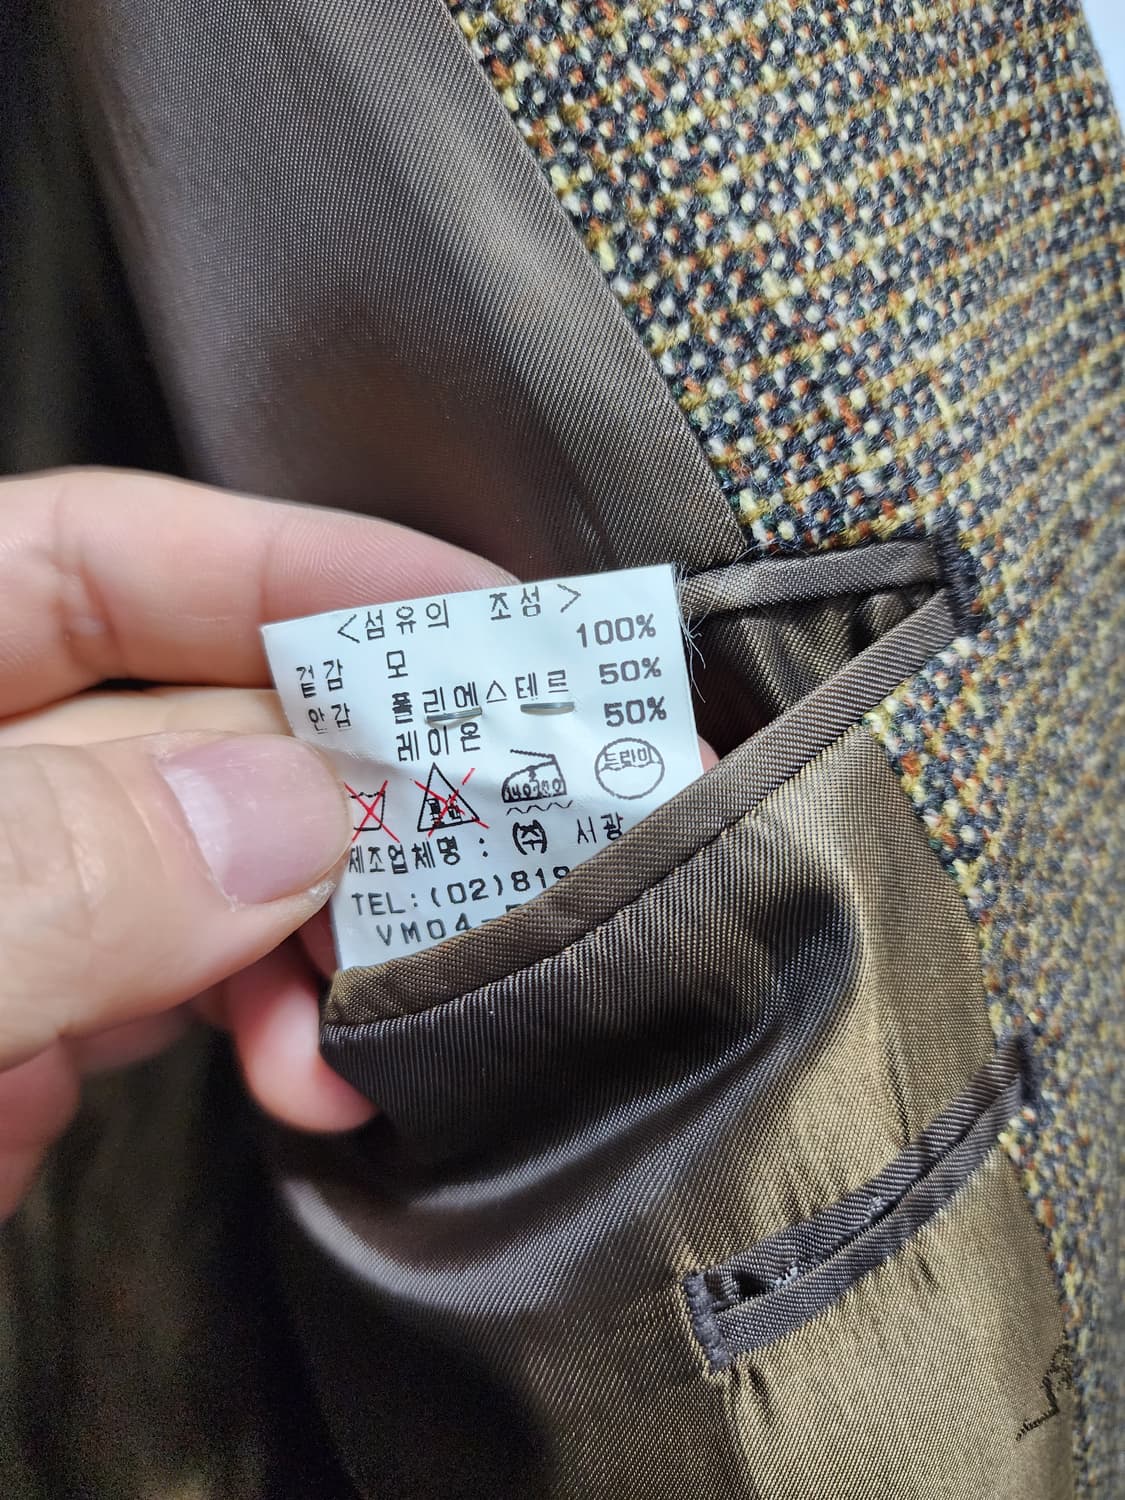 <섬유의 조성>
겉감 모 100%
안감 폴리에스테르 50%
레이온 50%
드라이
제조업체명 : (주) 서광
TEL:(02)819
VM04-